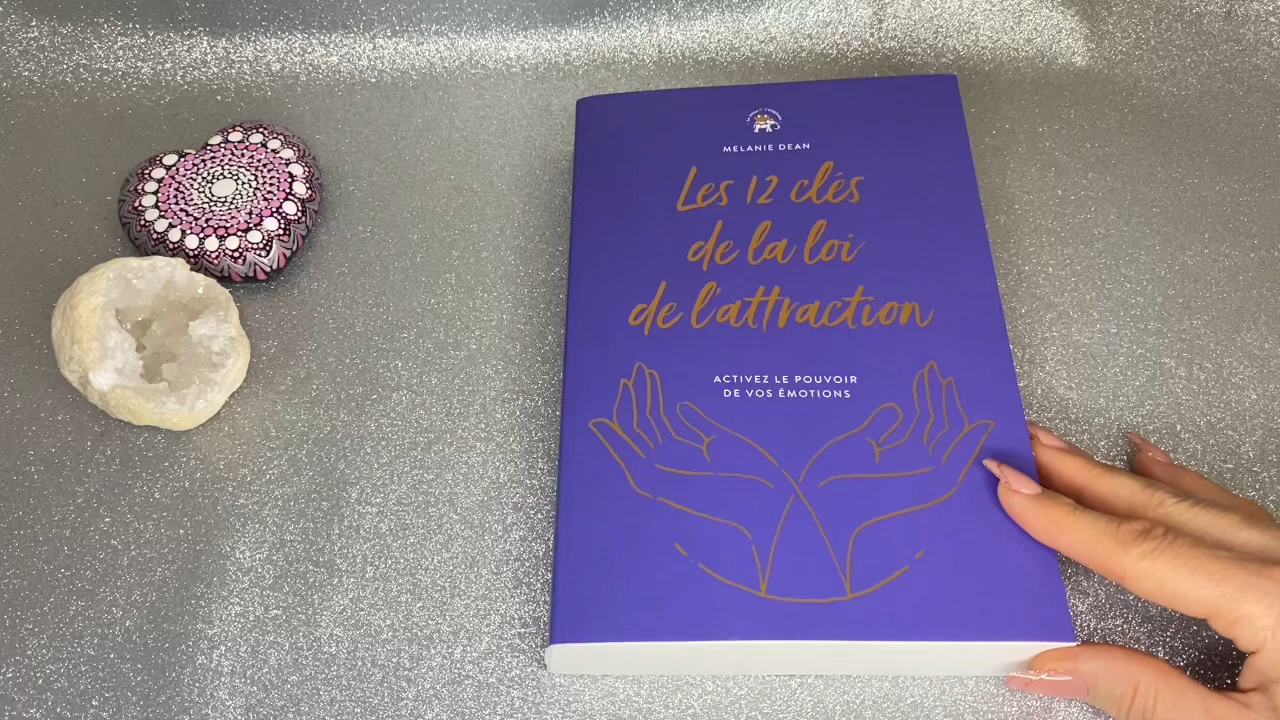 MELANIE DEAN
Les 12 clés
de la loi
de l'attraction
ACTIVEZ LE POUVOIR
DE VOS ÉMOTIONS